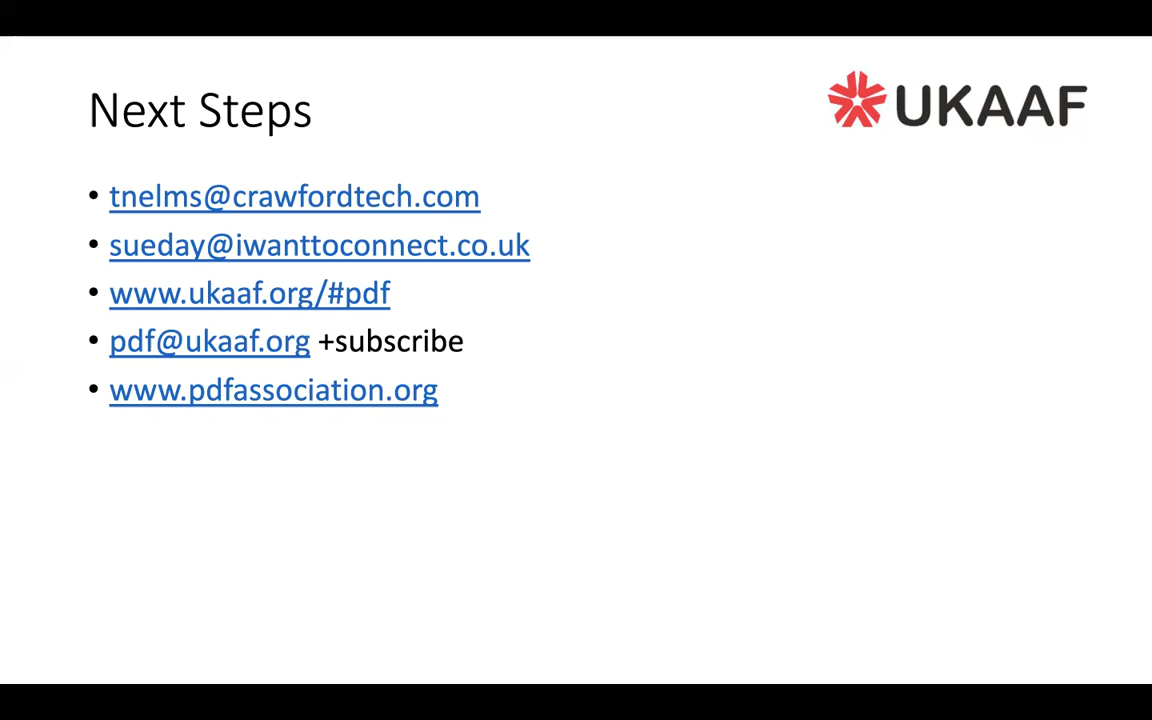 Next Steps
UKAAF
• tnelms@crawfordtech.com
• sueday@iwanttoconnect.co.uk
• www.ukaaf.org/#pdf
• pdf@ukaaf.org +subscribe
• www.pdfassociation.org